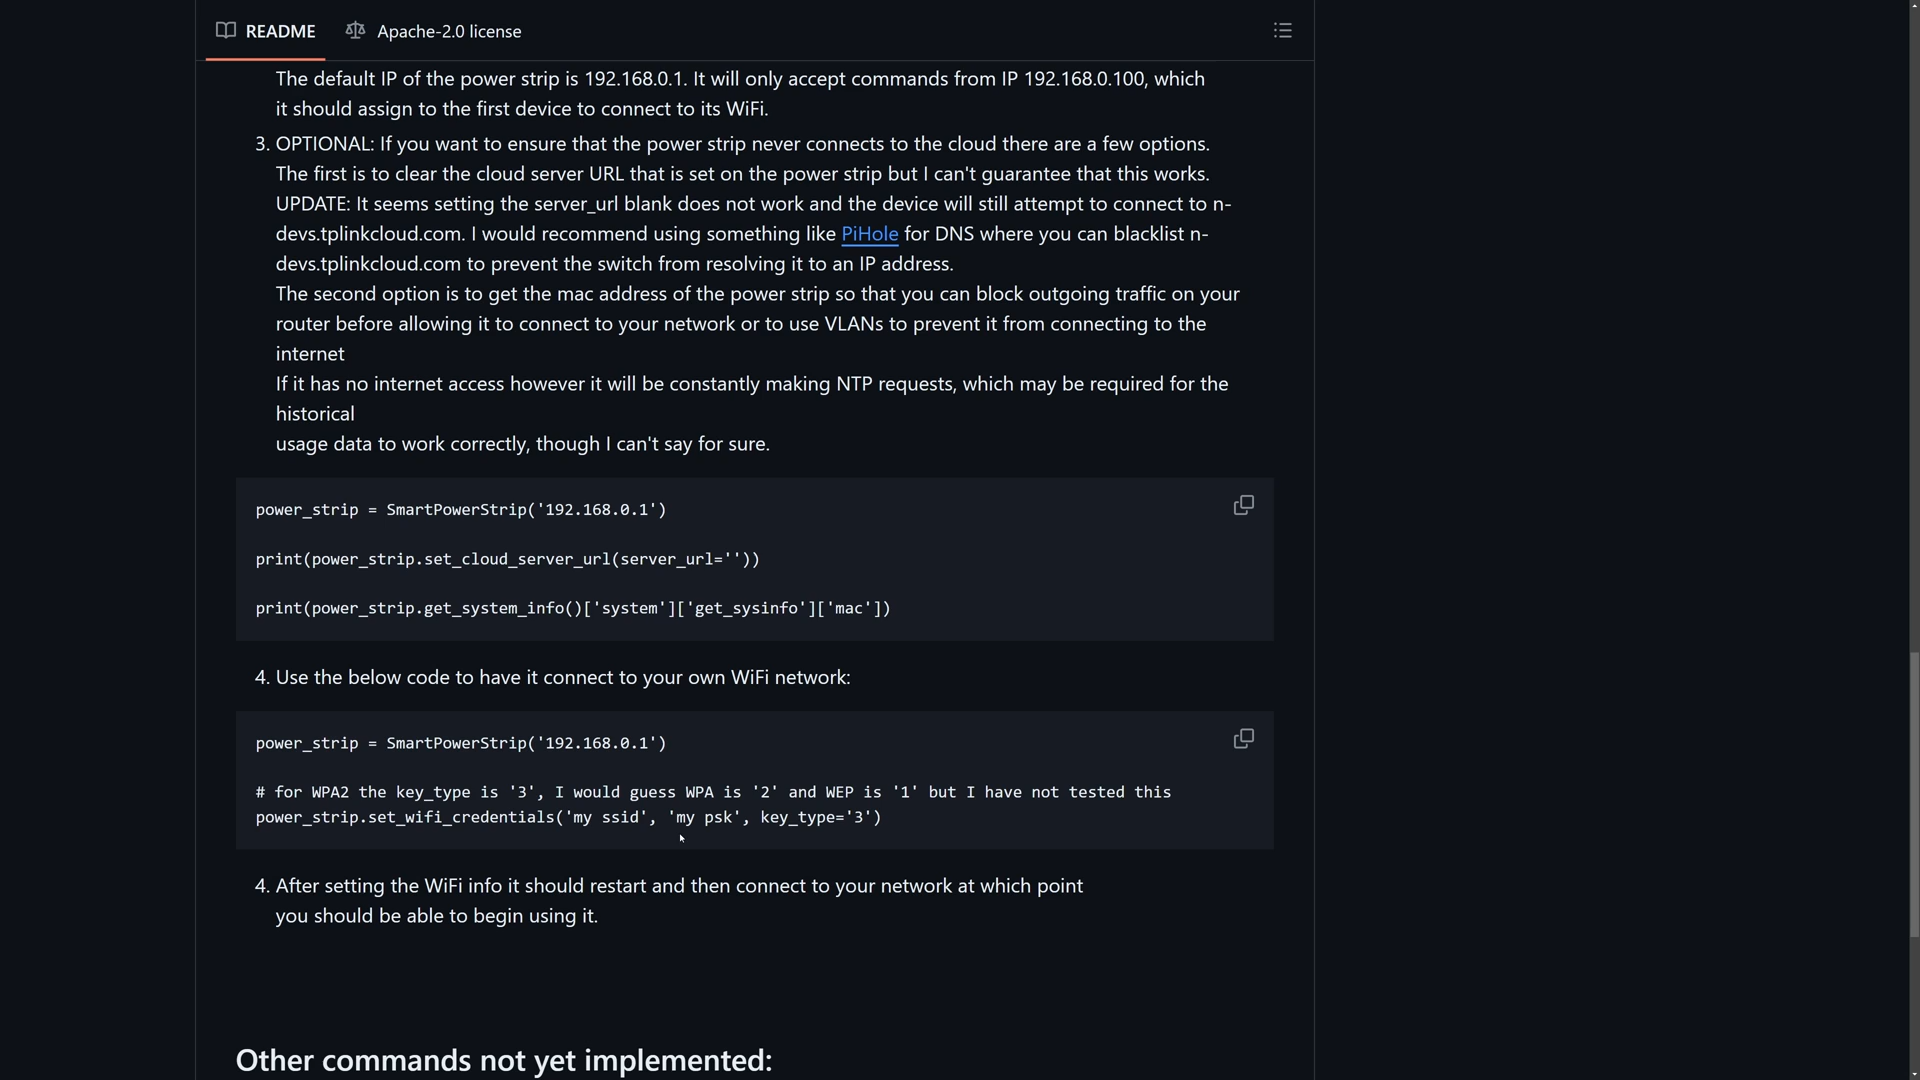 README
Apache-2.0 license
The default IP of the power strip is 192.168.0.1. It will only accept commands from IP 192.168.0.100, which
it should assign to the first device to connect to its WiFi.
3. OPTIONAL: If you want to ensure that the power strip never connects to the cloud there are a few options.
The first is to clear the cloud server URL that is set on the power strip but I can't guarantee that this works.
UPDATE: It seems setting the server_url blank does not work and the device will still attempt to connect to n-
devs.tplinkcloud.com. I would recommend using something like PiHole for DNS where you can blacklist n-
devs.tplinkcloud.com to prevent the switch from resolving it to an IP address.
The second option is to get the mac address of the power strip so that you can block outgoing traffic on your
router before allowing it to connect to your network or to use VLANs to prevent it from connecting to the
internet
If it has no internet access however it will be constantly making NTP requests, which may be required for the
historical
usage data to work correctly, though I can't say for sure.
power_strip = SmartPowerStrip('192.168.0.1')
print(power_strip.set_cloud_server_url(server_url=''))
print(power_strip.get_system_info()['system']['get_sysinfo']['mac'])
4. Use the below code to have it connect to your own WiFi network:
power_strip = SmartPowerStrip('192.168.0.1')
# for WPA2 the key_type is '3', I would guess WPA is '2' and WEP is '1' but I have not tested this
power_strip.set_wifi_credentials('my ssid', 'my psk', key_type='3')
4. After setting the WiFi info it should restart and then connect to your network at which point
you should be able to begin using it.
Other commands not yet implemented: